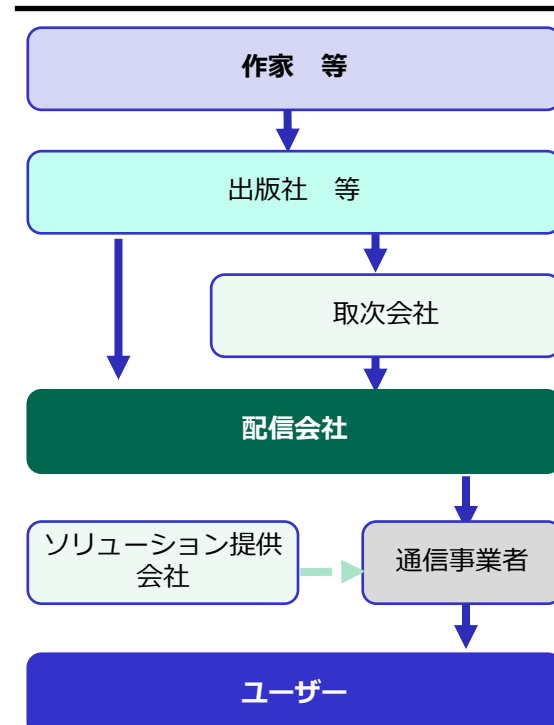 作家　等
出版社　等
取次会社
配信会社
ソリューション提供
会社
通信事業者
ユーザー